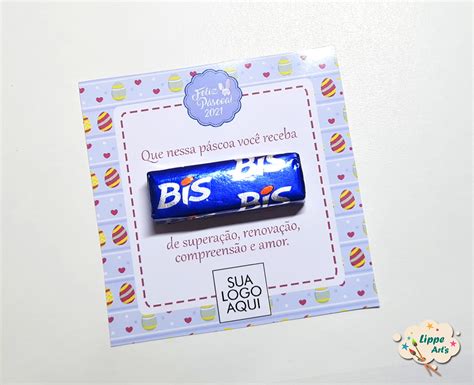 Feliz
Páscoa!
2021
Que nessa páscoa você receba
BIS
BIS
BIS
de superação, renovação,
compreensão e amor.
SUA
LOGO
AQUI
Lippe
Art's